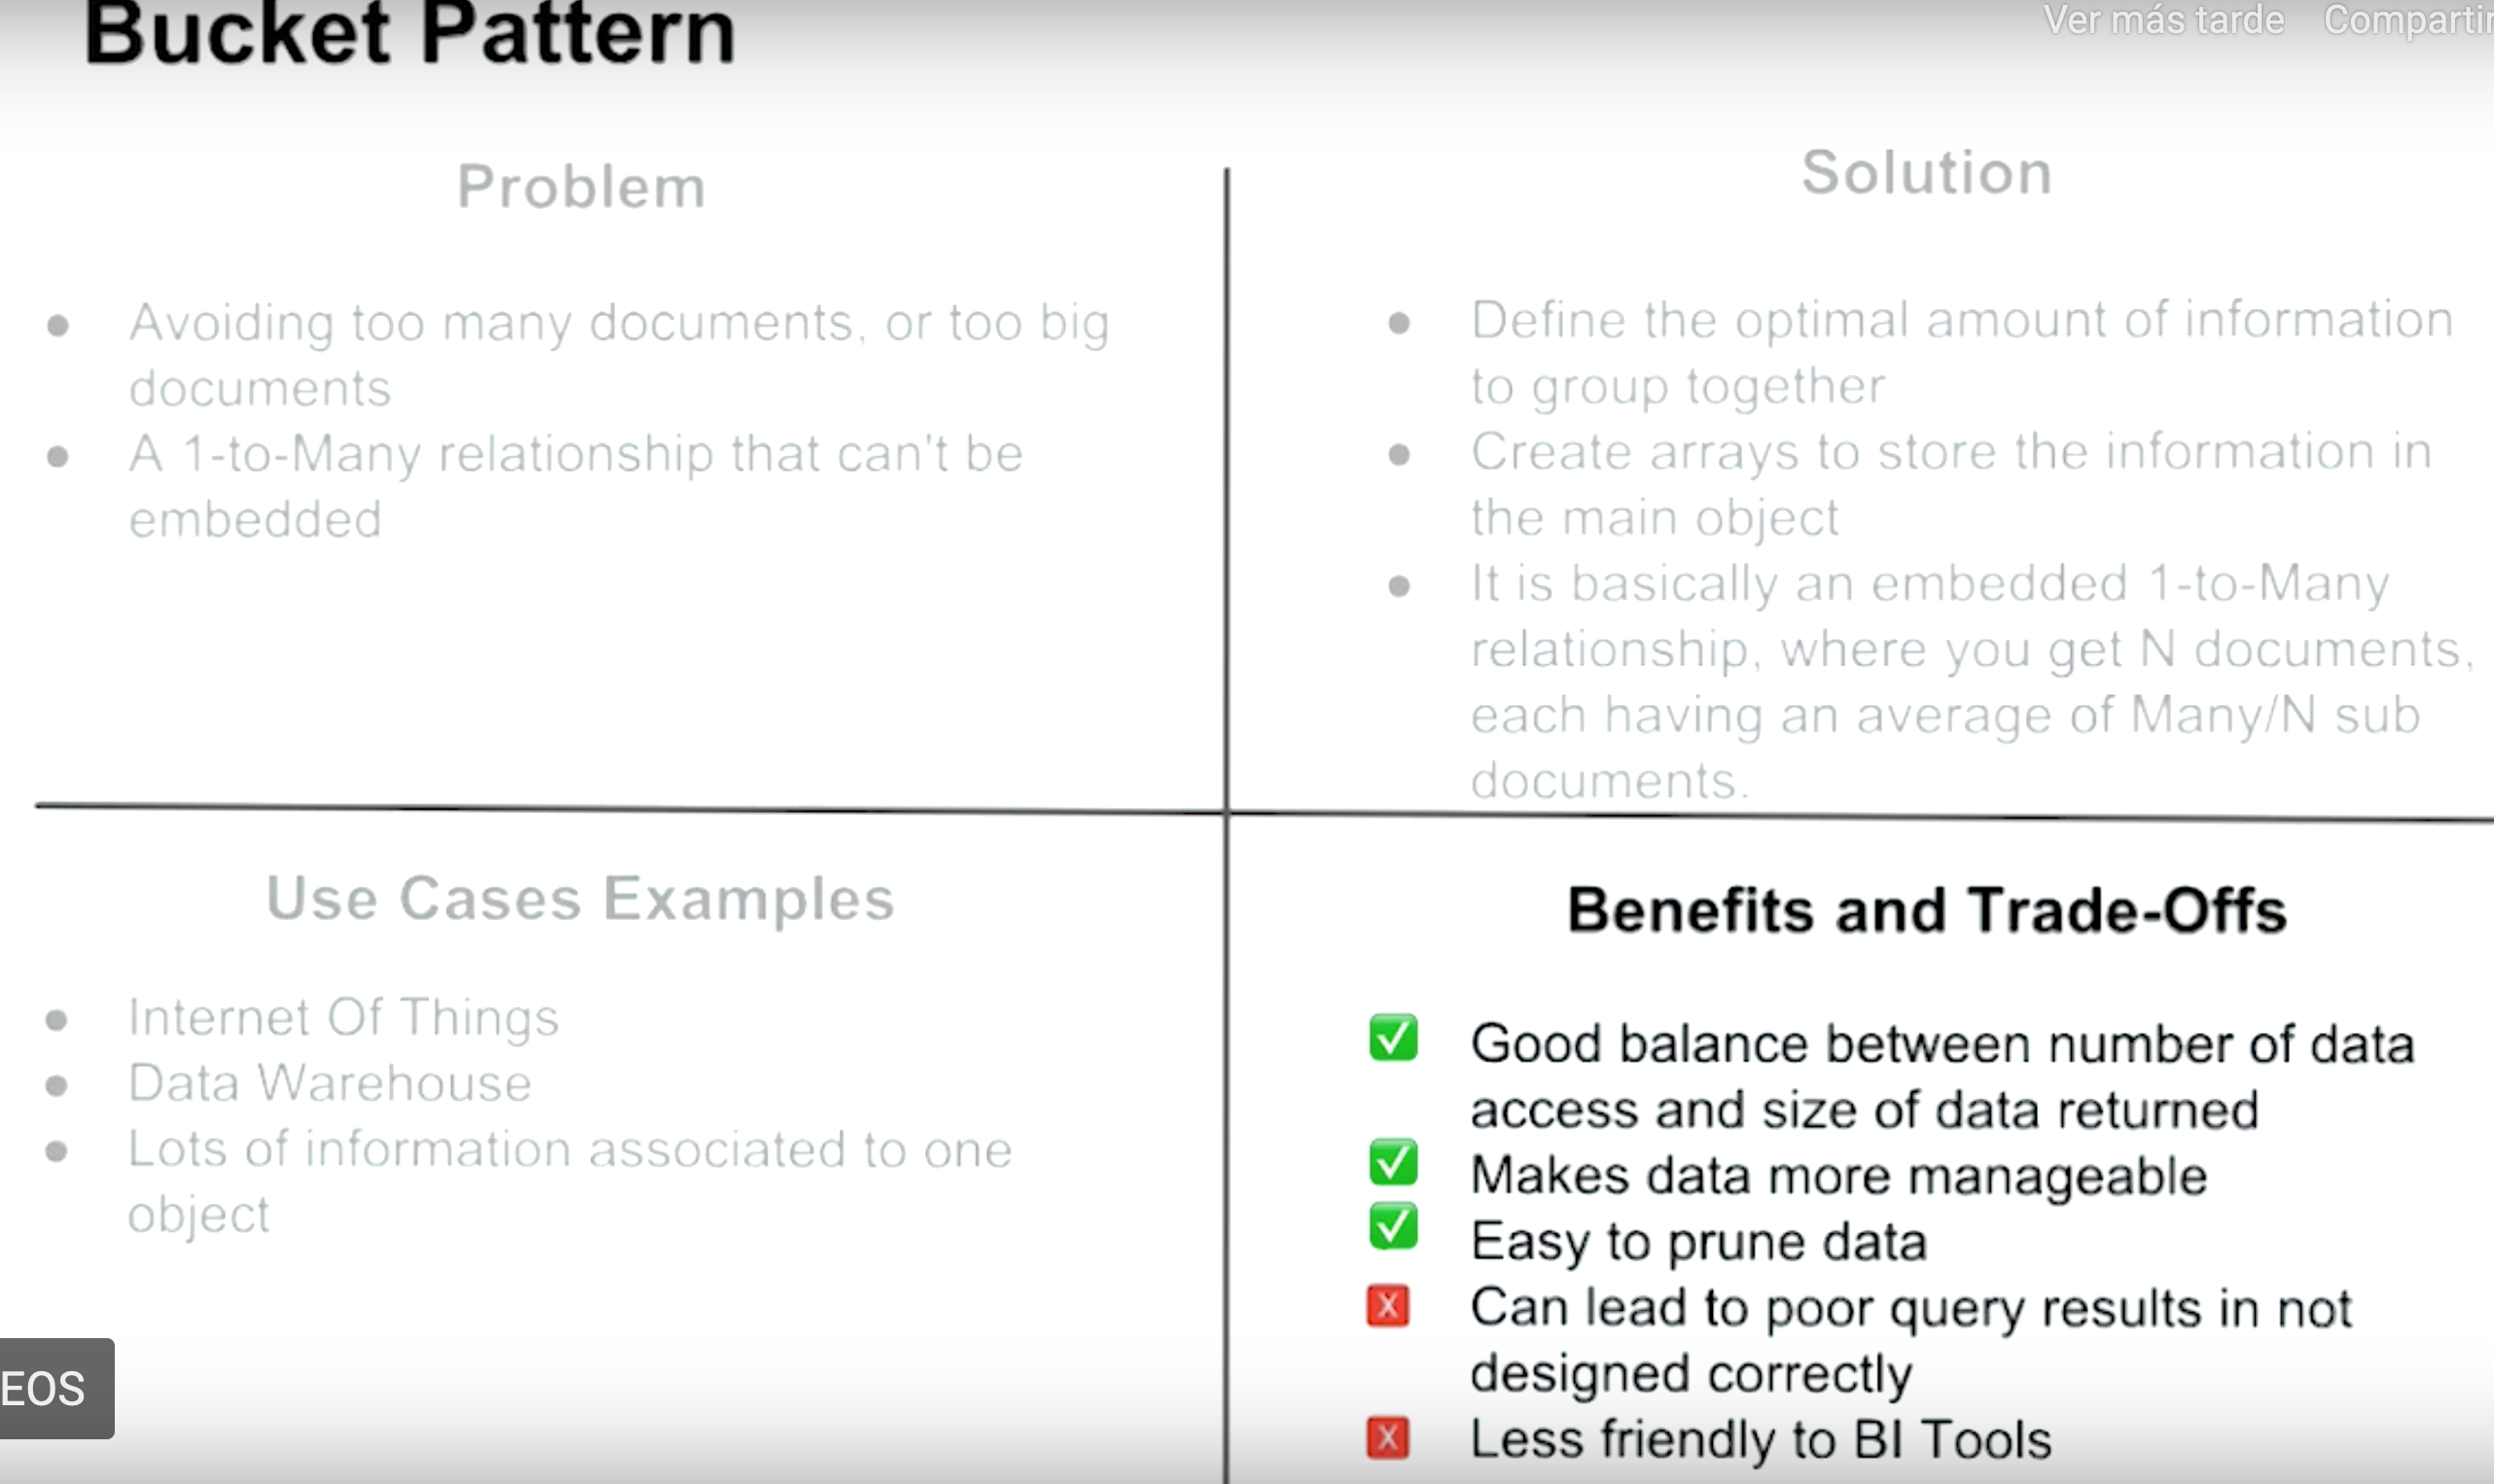 Bucket Pattern
Ver más tarde
Compartir
Problem
Avoiding too many documents, or too big
documents
A 1-to-Many relationship that can't be
embedded
Solution
Define the optimal amount of information
to group together
Create arrays to store the information in
the main object
It is basically an embedded 1-to-Many
relationship, where you get N documents,
each having an average of Many/N sub
documents.
Use Cases Examples
Internet Of Things
Data Warehouse
Lots of information associated to one
object
Benefits and Trade-Offs
Good balance between number of data
access and size of data returned
Makes data more manageable
Easy to prune data
Can lead to poor query results in not
designed correctly
Less friendly to BI Tools
EOS